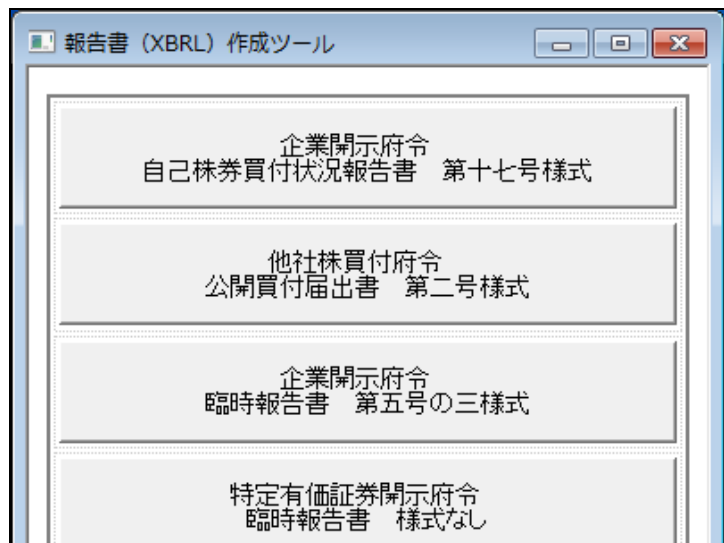 報告書（XBRL）作成ツール
企業開示府令
自己株券買付状況報告書　第十七号様式
他社株買付府令
公開買付届出書　第二号様式
企業開示府令
臨時報告書　第五号の三様式
特定有価証券開示府令
臨時報告書　様式なし